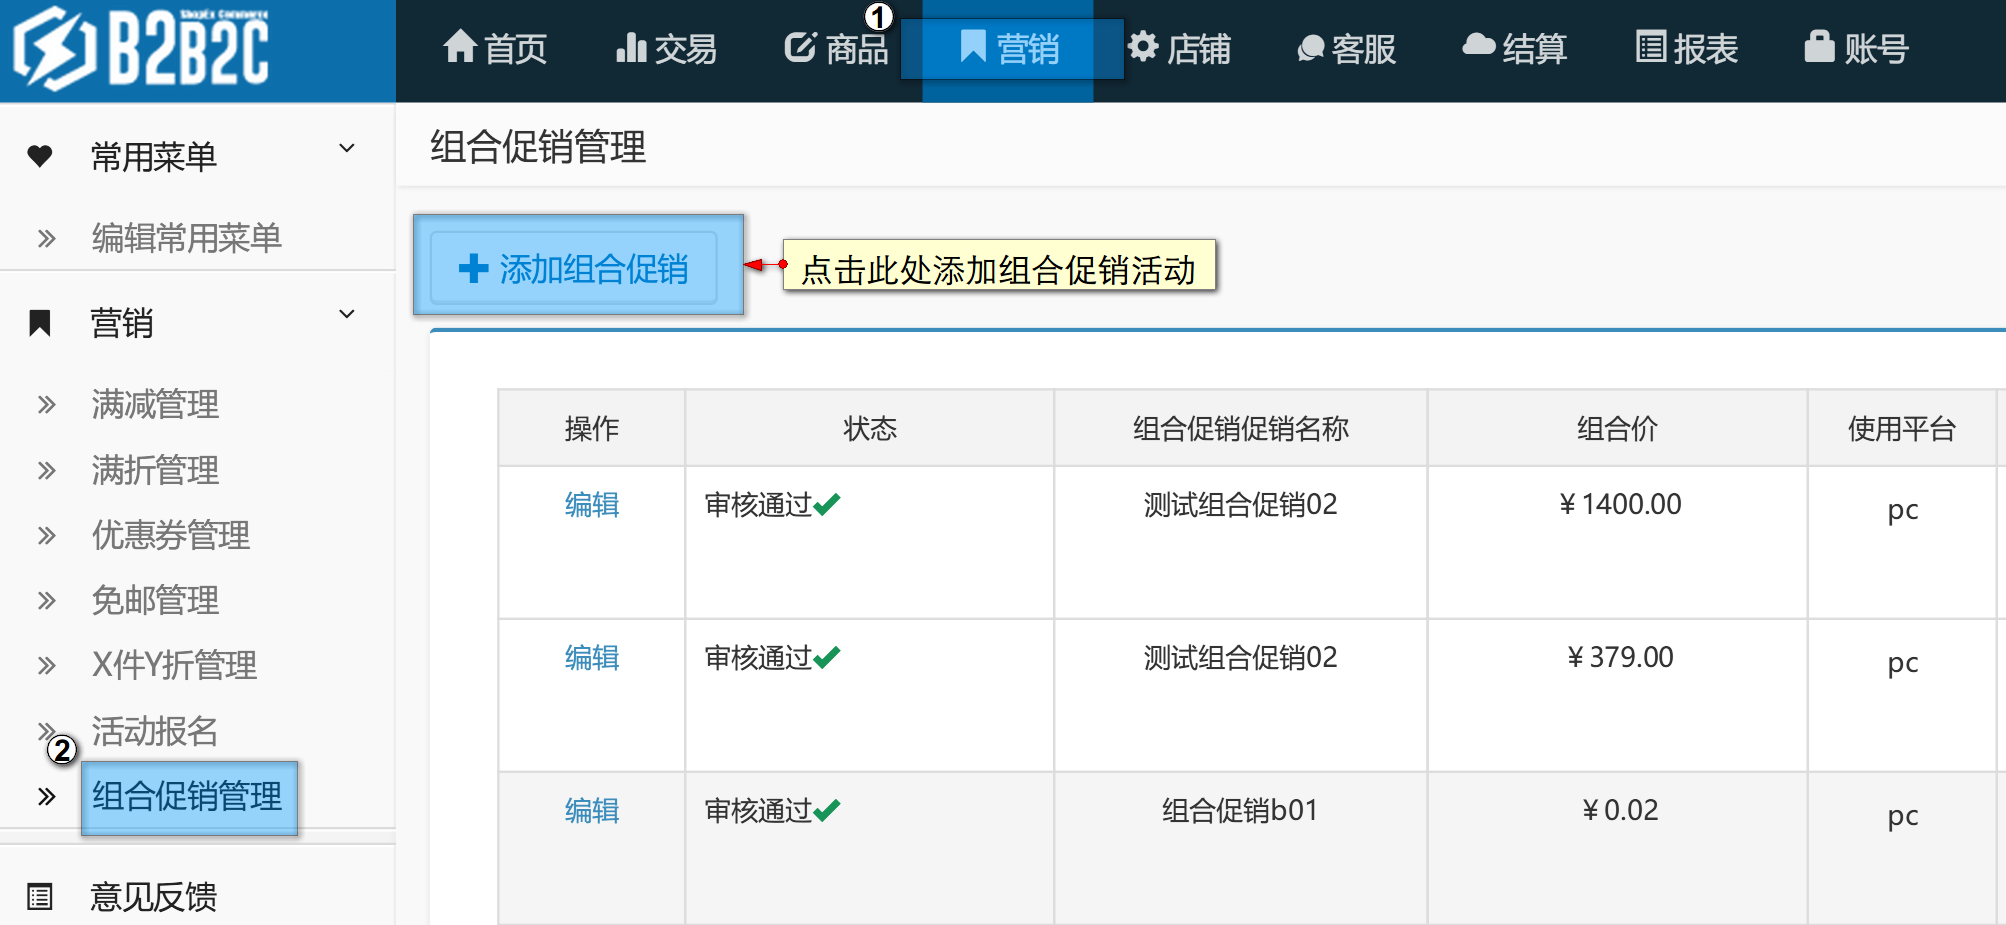 ShopEx Commerce
B2B2C
首页
交易
商品
①
营销
店铺
客服
结算
报表
账号
常用菜单
编辑常用菜单
营销
满减管理
满折管理
优惠券管理
免邮管理
X件Y折管理
活动报名
②
组合促销管理
意见反馈
组合促销管理
添加组合促销
点击此处添加组合促销活动
操作 状态 组合促销促销名称 组合价 使用平台
编辑 审核通过 测试组合促销02 ¥1400.00 pc
编辑 审核通过 测试组合促销02 ¥379.00 pc
编辑 审核通过 组合促销b01 ¥0.02 pc